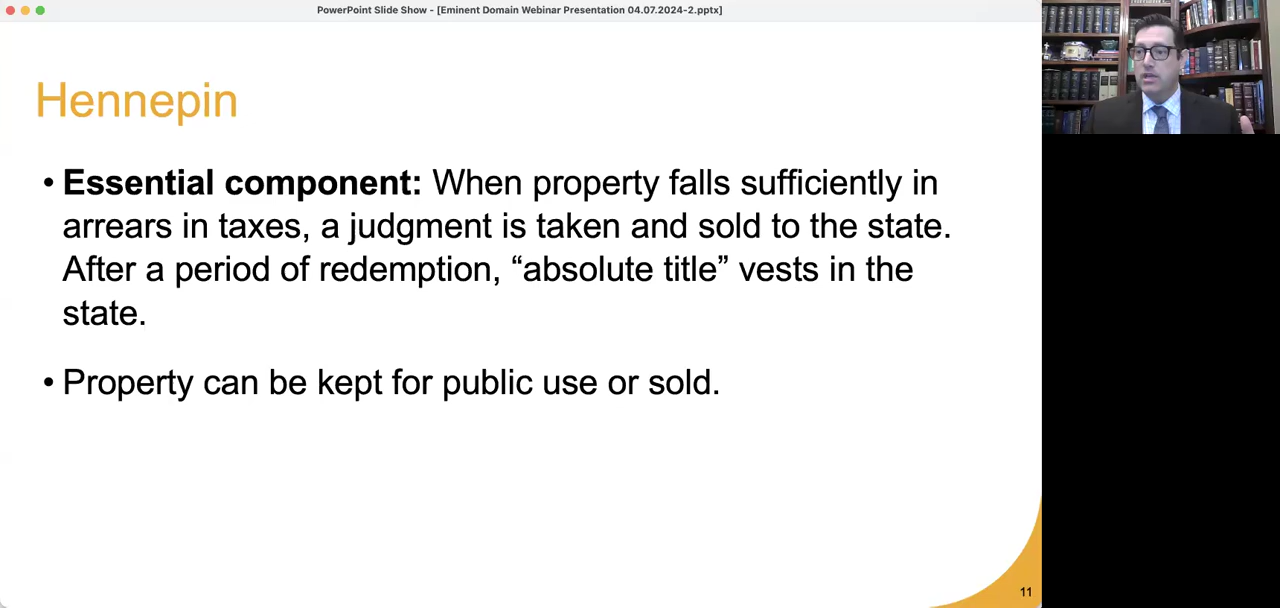 PowerPoint Slide Show - [Eminent Domain Webinar Presentation 04.07.2024-2.pptx]
Hennepin
• Essential component: When property falls sufficiently in
arrears in taxes, a judgment is taken and sold to the state.
After a period of redemption, “absolute title” vests in the
state.
• Property can be kept for public use or sold.
11